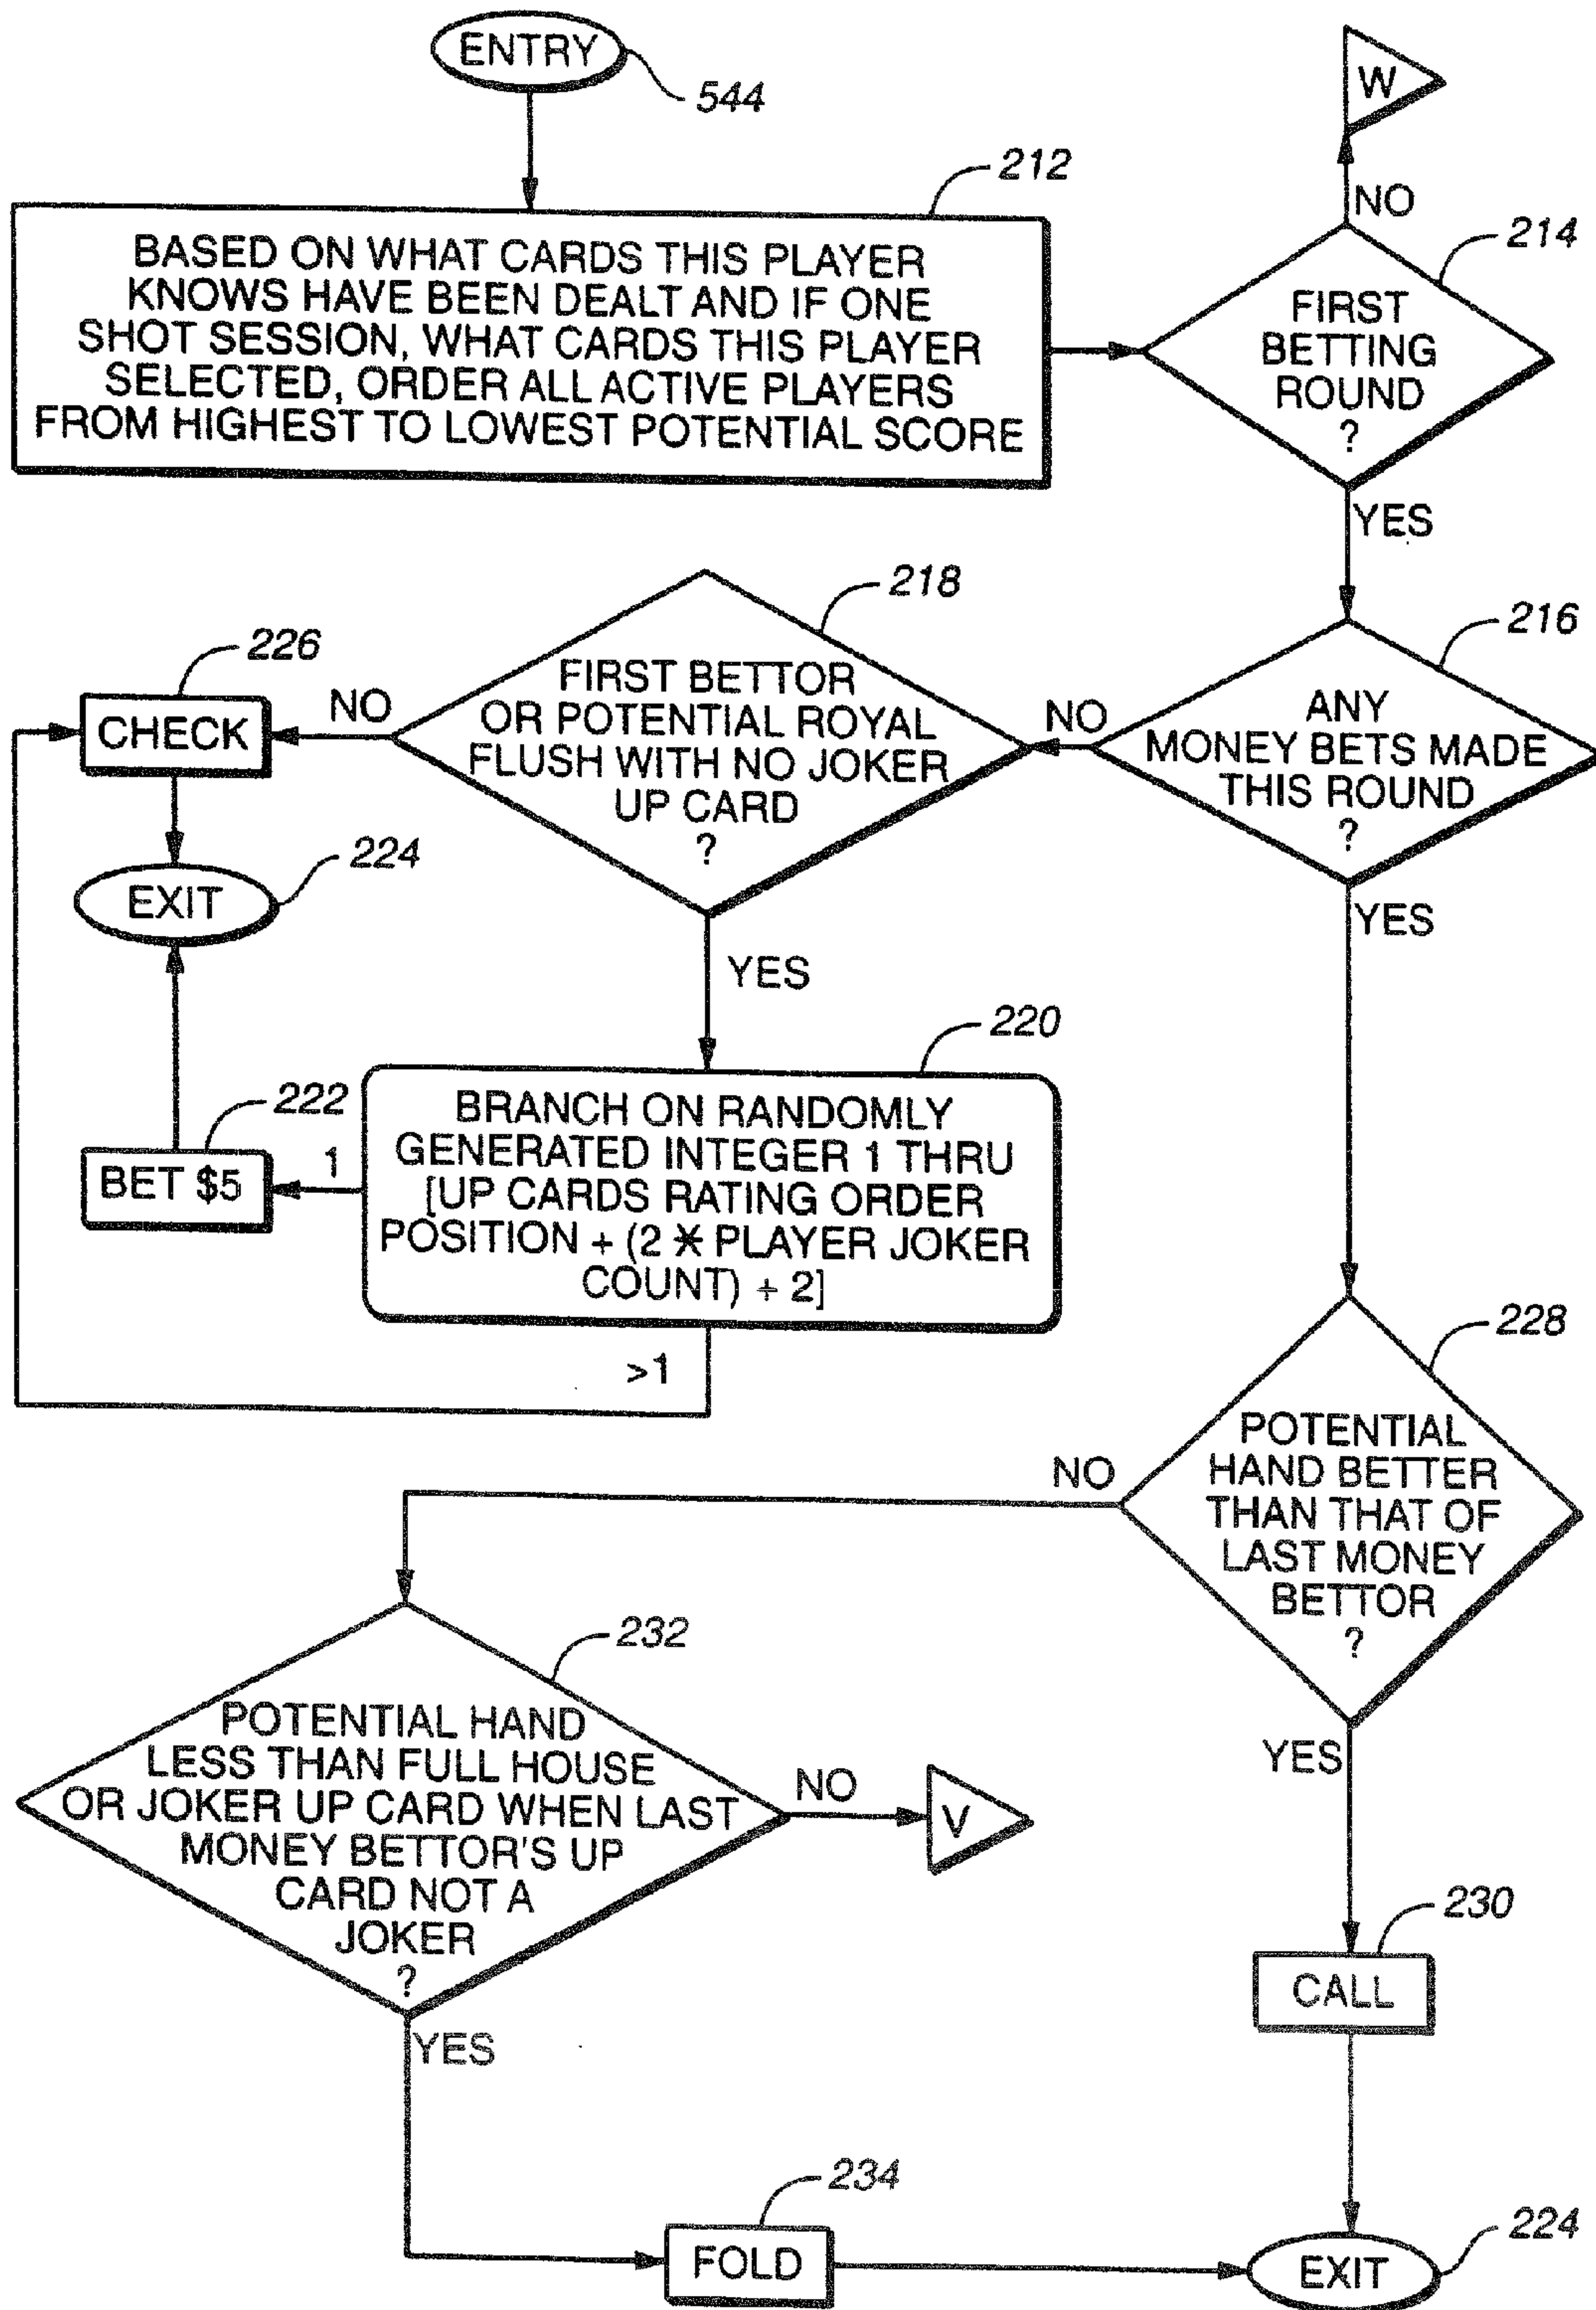 ENTRY
544
W
212
NO
214
BASED ON WHAT CARDS THIS PLAYER
KNOWS HAVE BEEN DEALT AND IF ONE
SHOT SESSION, WHAT CARDS THIS PLAYER
SELECTED, ORDER ALL ACTIVE PLAYERS
FROM HIGHEST TO LOWEST POTENTIAL SCORE
FIRST
BETTING
ROUND
?
YES
218
216
226
CHECK
NO
FIRST BETTOR
OR POTENTIAL ROYAL
FLUSH WITH NO JOKER
UP CARD
?
NO
ANY
MONEY BETS MADE
THIS ROUND
?
224
EXIT
YES
YES
220
222
BET $5
1
BRANCH ON RANDOMLY
GENERATED INTEGER 1 THRU
[UP CARDS RATING ORDER
POSITION + (2 * PLAYER JOKER
COUNT) + 2]
>1
228
NO
POTENTIAL
HAND BETTER
THAN THAT OF
LAST MONEY
BETTOR
?
232
POTENTIAL HAND
LESS THAN FULL HOUSE
OR JOKER UP CARD WHEN LAST
MONEY BETTOR'S UP
CARD NOT A
JOKER
?
NO
V
YES
230
CALL
YES
234
FOLD
224
EXIT